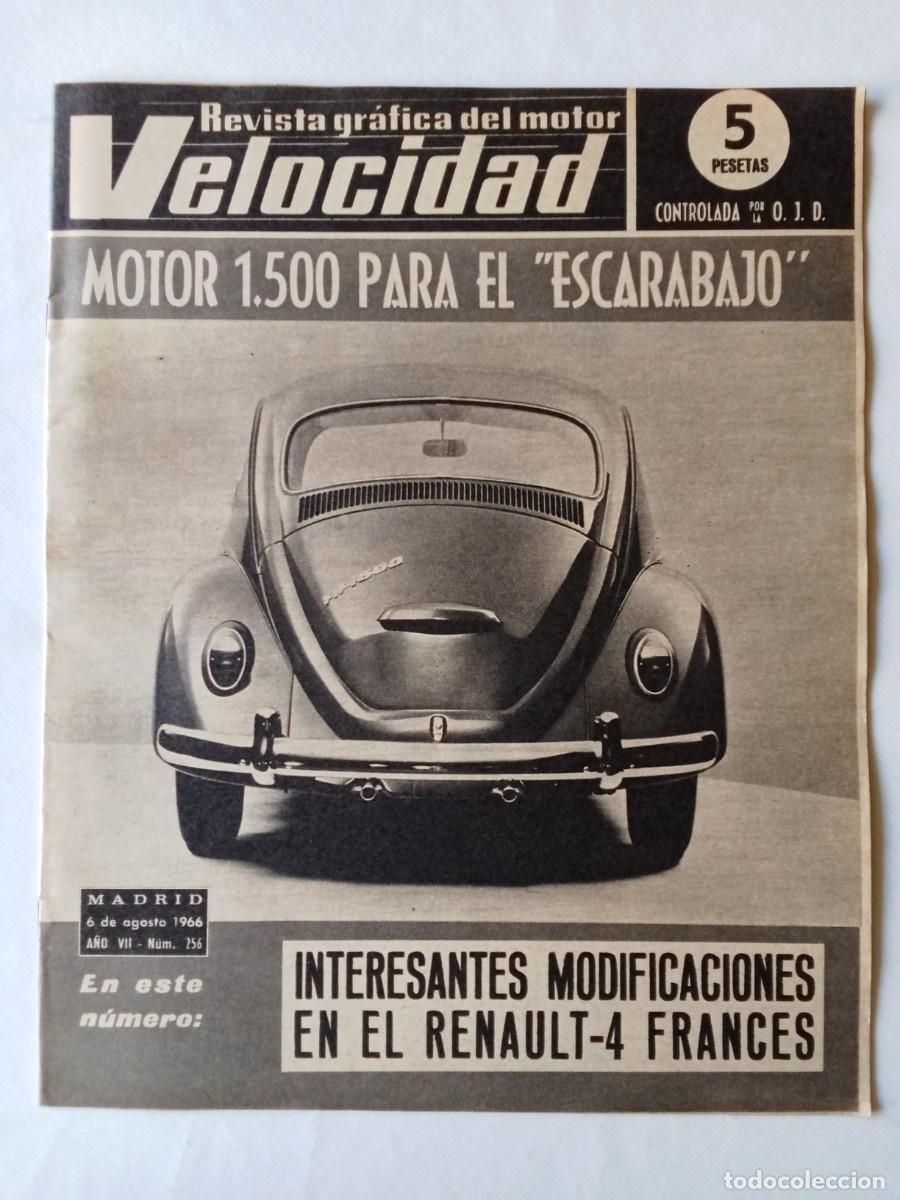 Revista gráfica del motor
Velocidad
5
PESETAS
CONTROLADA POR LA O. J. D.
MOTOR 1.500 PARA EL "ESCARABAJO"
MADRID
6 de agosto 1966
AÑO VII - Núm. 256
En este
número:
INTERESANTES MODIFICACIONES
EN EL RENAULT-4 FRANCES
todocoleccion